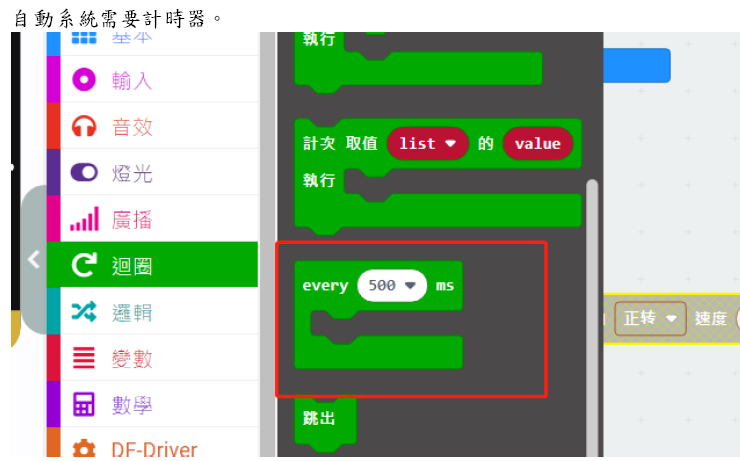 自動系統需要計時器。
基本
輸入
音效
燈光
廣播
迴圈
邏輯
變數
數學
DF-Driver
執行
計次 取值 list 的 value
執行
every 500 ms
跳出
正转 速度